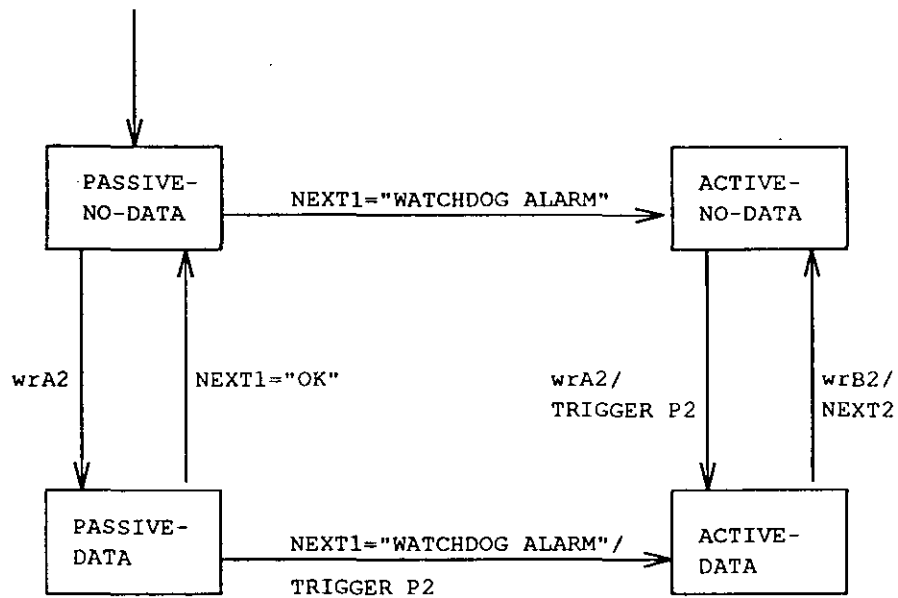 PASSIVE-
NO-DATA
NEXT1="WATCHDOG ALARM"
ACTIVE-
NO-DATA
wrA2
NEXT1="OK"
wrA2/
TRIGGER P2
wrB2/
NEXT2
PASSIVE-
DATA
NEXT1="WATCHDOG ALARM"/
TRIGGER P2
ACTIVE-
DATA